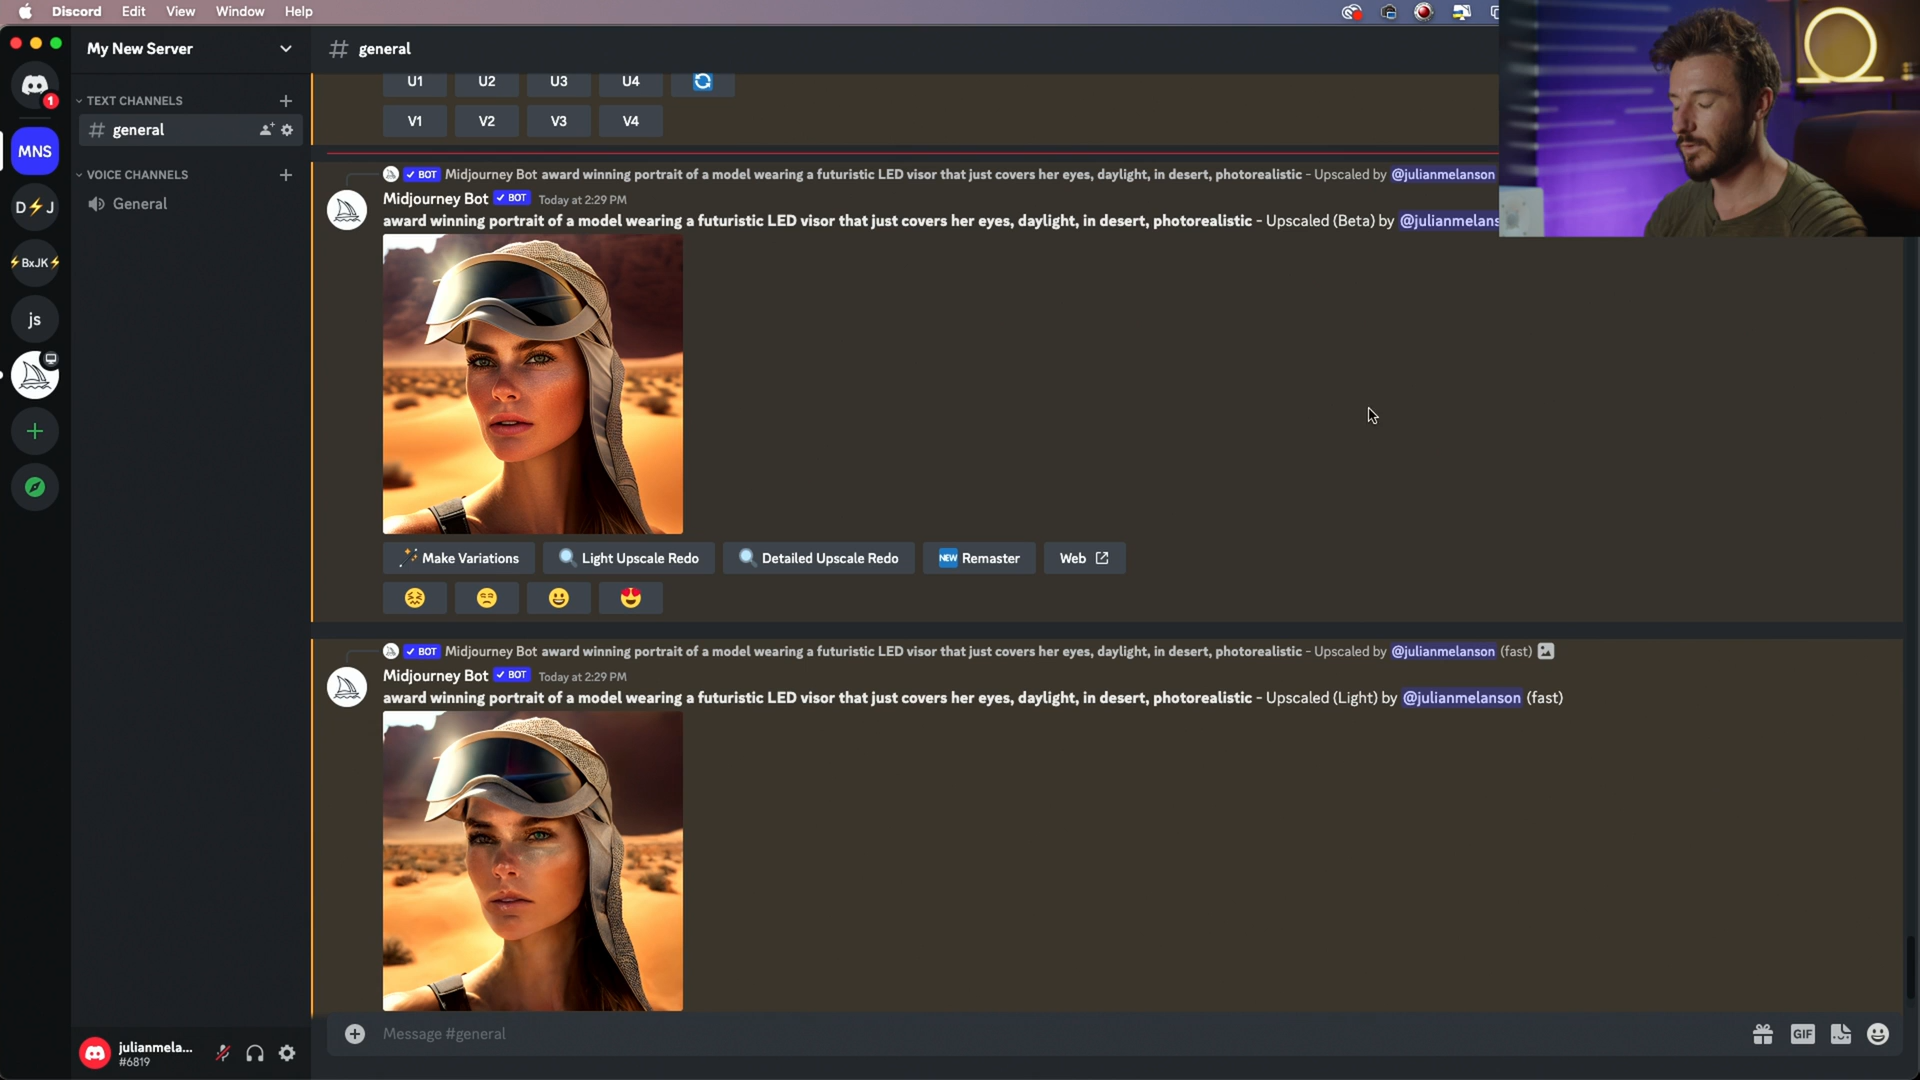 Discord Edit View Window Help
My New Server
# general
1
TEXT CHANNELS
# general
MNS
VOICE CHANNELS
General
D⚡J
⚡BxJK⚡
js
U1 U2 U3 U4
V1 V2 V3 V4
✓ BOT Midjourney Bot award winning portrait of a model wearing a futuristic LED visor that just covers her eyes, daylight, in desert, photorealistic - Upscaled by @julianmelanson
Midjourney Bot ✓ BOT Today at 2:29 PM
award winning portrait of a model wearing a futuristic LED visor that just covers her eyes, daylight, in desert, photorealistic - Upscaled (Beta) by @julianmelans
Make Variations Light Upscale Redo Detailed Upscale Redo NEW Remaster Web
✓ BOT Midjourney Bot award winning portrait of a model wearing a futuristic LED visor that just covers her eyes, daylight, in desert, photorealistic - Upscaled by @julianmelanson (fast)
Midjourney Bot ✓ BOT Today at 2:29 PM
award winning portrait of a model wearing a futuristic LED visor that just covers her eyes, daylight, in desert, photorealistic - Upscaled (Light) by @julianmelanson (fast)
Message #general
GIF
julianmela...
#6819